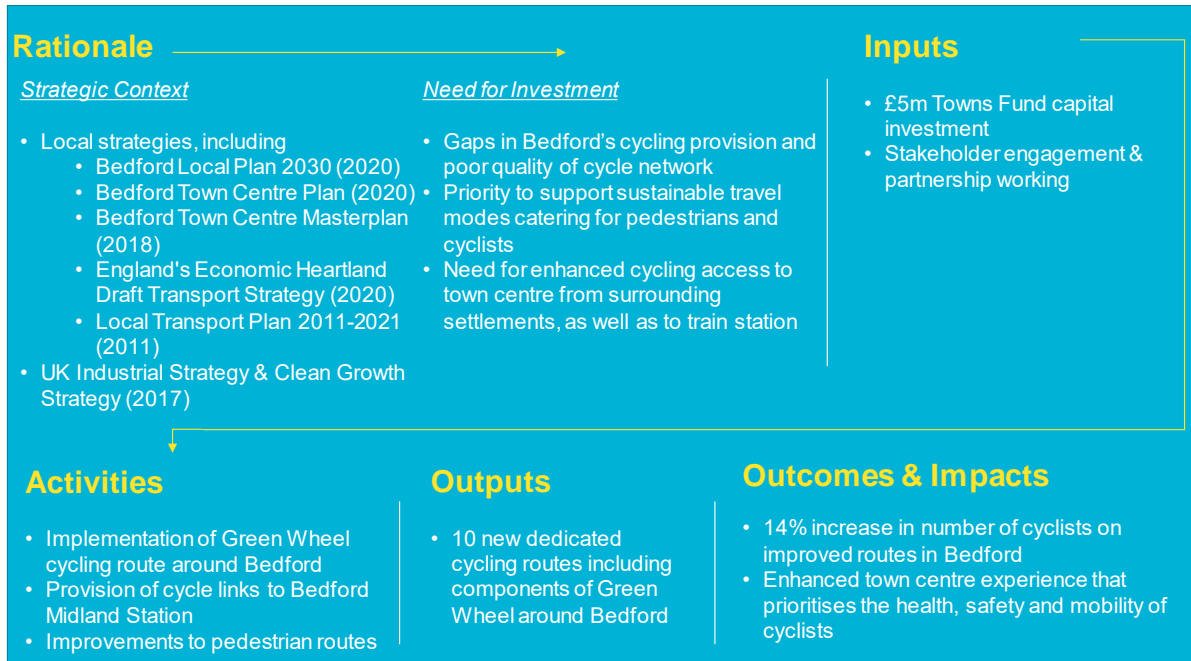 Rationale
Strategic Context
• Local strategies, including
• Bedford Local Plan 2030 (2020)
• Bedford Town Centre Plan (2020)
• Bedford Town Centre Masterplan
(2018)
• England's Economic Heartland
Draft Transport Strategy (2020)
• Local Transport Plan 2011-2021
(2011)
• UK Industrial Strategy & Clean Growth
Strategy (2017)
Need for Investment
• Gaps in Bedford's cycling provision and
poor quality of cycle network
• Priority to support sustainable travel
modes catering for pedestrians and
cyclists
• Need for enhanced cycling access to
town centre from surrounding
settlements, as well as to train station
Inputs
• £5m Towns Fund capital
investment
• Stakeholder engagement &
partnership working
Activities
• Implementation of Green Wheel
cycling route around Bedford
• Provision of cycle links to Bedford
Midland Station
• Improvements to pedestrian routes
Outputs
• 10 new dedicated
cycling routes including
components of Green
Wheel around Bedford
Outcomes & Impacts
• 14% increase in number of cyclists on
improved routes in Bedford
• Enhanced town centre experience that
prioritises the health, safety and mobility of
cyclists